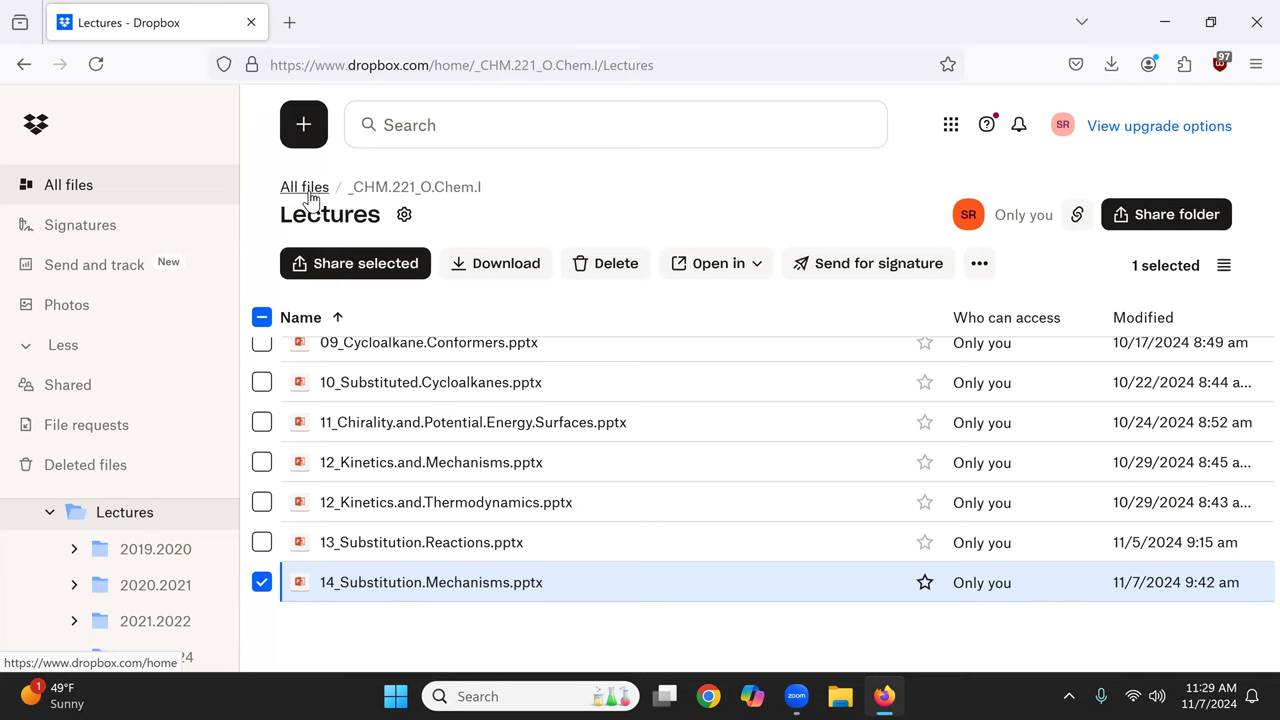 Lectures - Dropbox
https://www.dropbox.com/home/_CHM.221_O.Chem.I/Lectures
97
Search
SR
View upgrade options
All files
Signatures
Send and track New
Photos
Less
Shared
File requests
Deleted files
Lectures
2019.2020
2020.2021
2021.2022
24
All files / _CHM.221_O.Chem.I
Lectures
SR Only you
Share folder
Share selected
Download
Delete
Open in
Send for signature
1 selected
Name Who can access Modified
09_Cycloalkane.Conformers.pptx Only you 10/17/2024 8:49 am
10_Substituted.Cycloalkanes.pptx Only you 10/22/2024 8:44 a...
11_Chirality.and.Potential.Energy.Surfaces.pptx Only you 10/24/2024 8:52 am
12_Kinetics.and.Mechanisms.pptx Only you 10/29/2024 8:45 a...
12_Kinetics.and.Thermodynamics.pptx Only you 10/29/2024 8:43 a...
13_Substitution.Reactions.pptx Only you 11/5/2024 9:15 am
14_Substitution.Mechanisms.pptx Only you 11/7/2024 9:42 am
https://www.dropbox.com/home
1
49°F
Sunny
Search
zoom
11:29 AM
11/7/2024